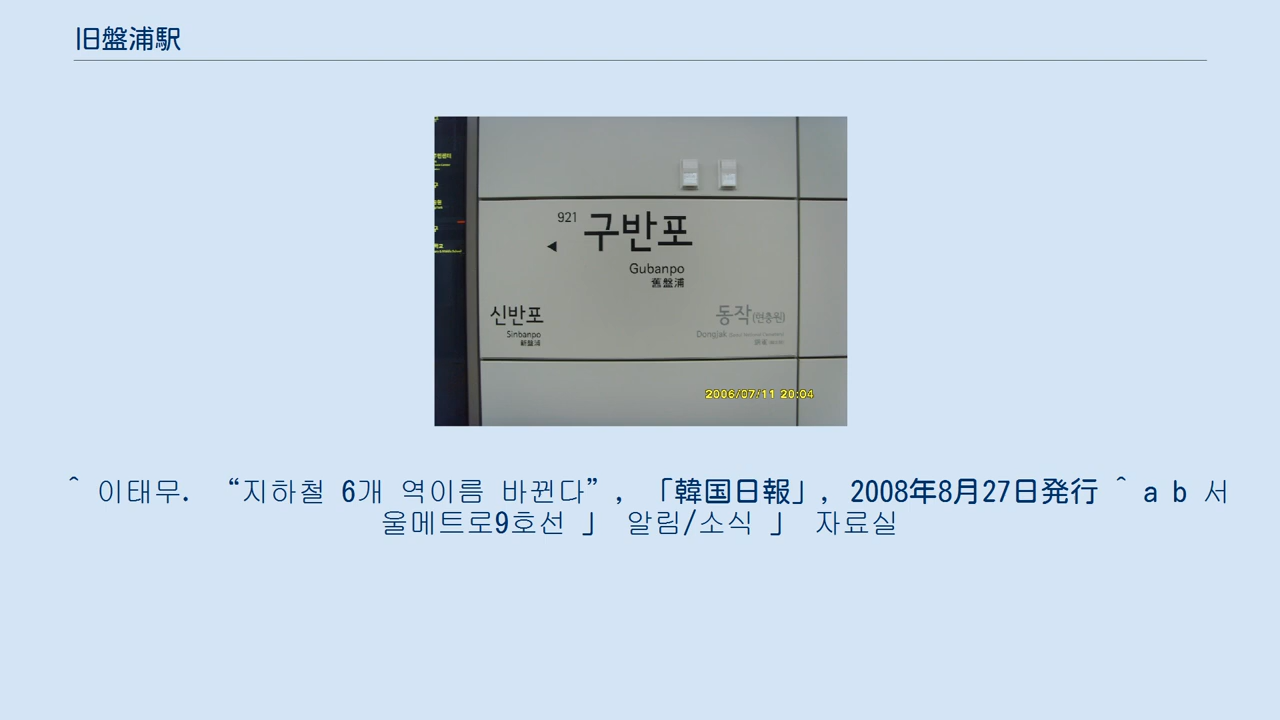 旧盤浦駅
921 구반포
Gubanpo
舊盤浦
신반포
Sinbanpo
新盤浦
동작(현충원)
Dongjak
2006/07/11 20:04
^ 이태무. “지하철 6개 역이름 바뀐다”, 「韓国日報」, 2008年8月27日発行 ^ a b 서
울메트로9호선 」 알림/소식 」 자료실